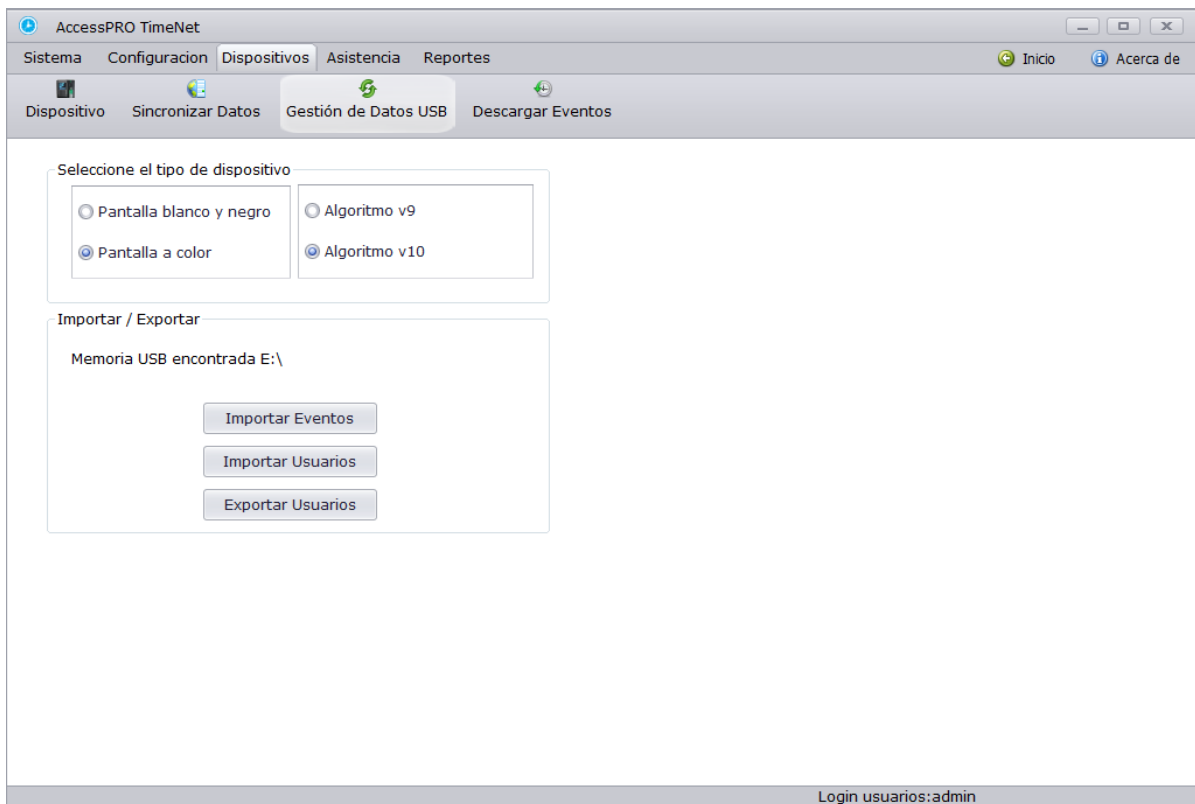 AccessPRO TimeNet
Sistema Configuracion Dispositivos Asistencia Reportes Inicio Acerca de
Dispositivo Sincronizar Datos Gestión de Datos USB Descargar Eventos
Seleccione el tipo de dispositivo
Pantalla blanco y negro Algoritmo v9
Pantalla a color Algoritmo v10
Importar / Exportar
Memoria USB encontrada E:\
Importar Eventos
Importar Usuarios
Exportar Usuarios
Login usuarios:admin